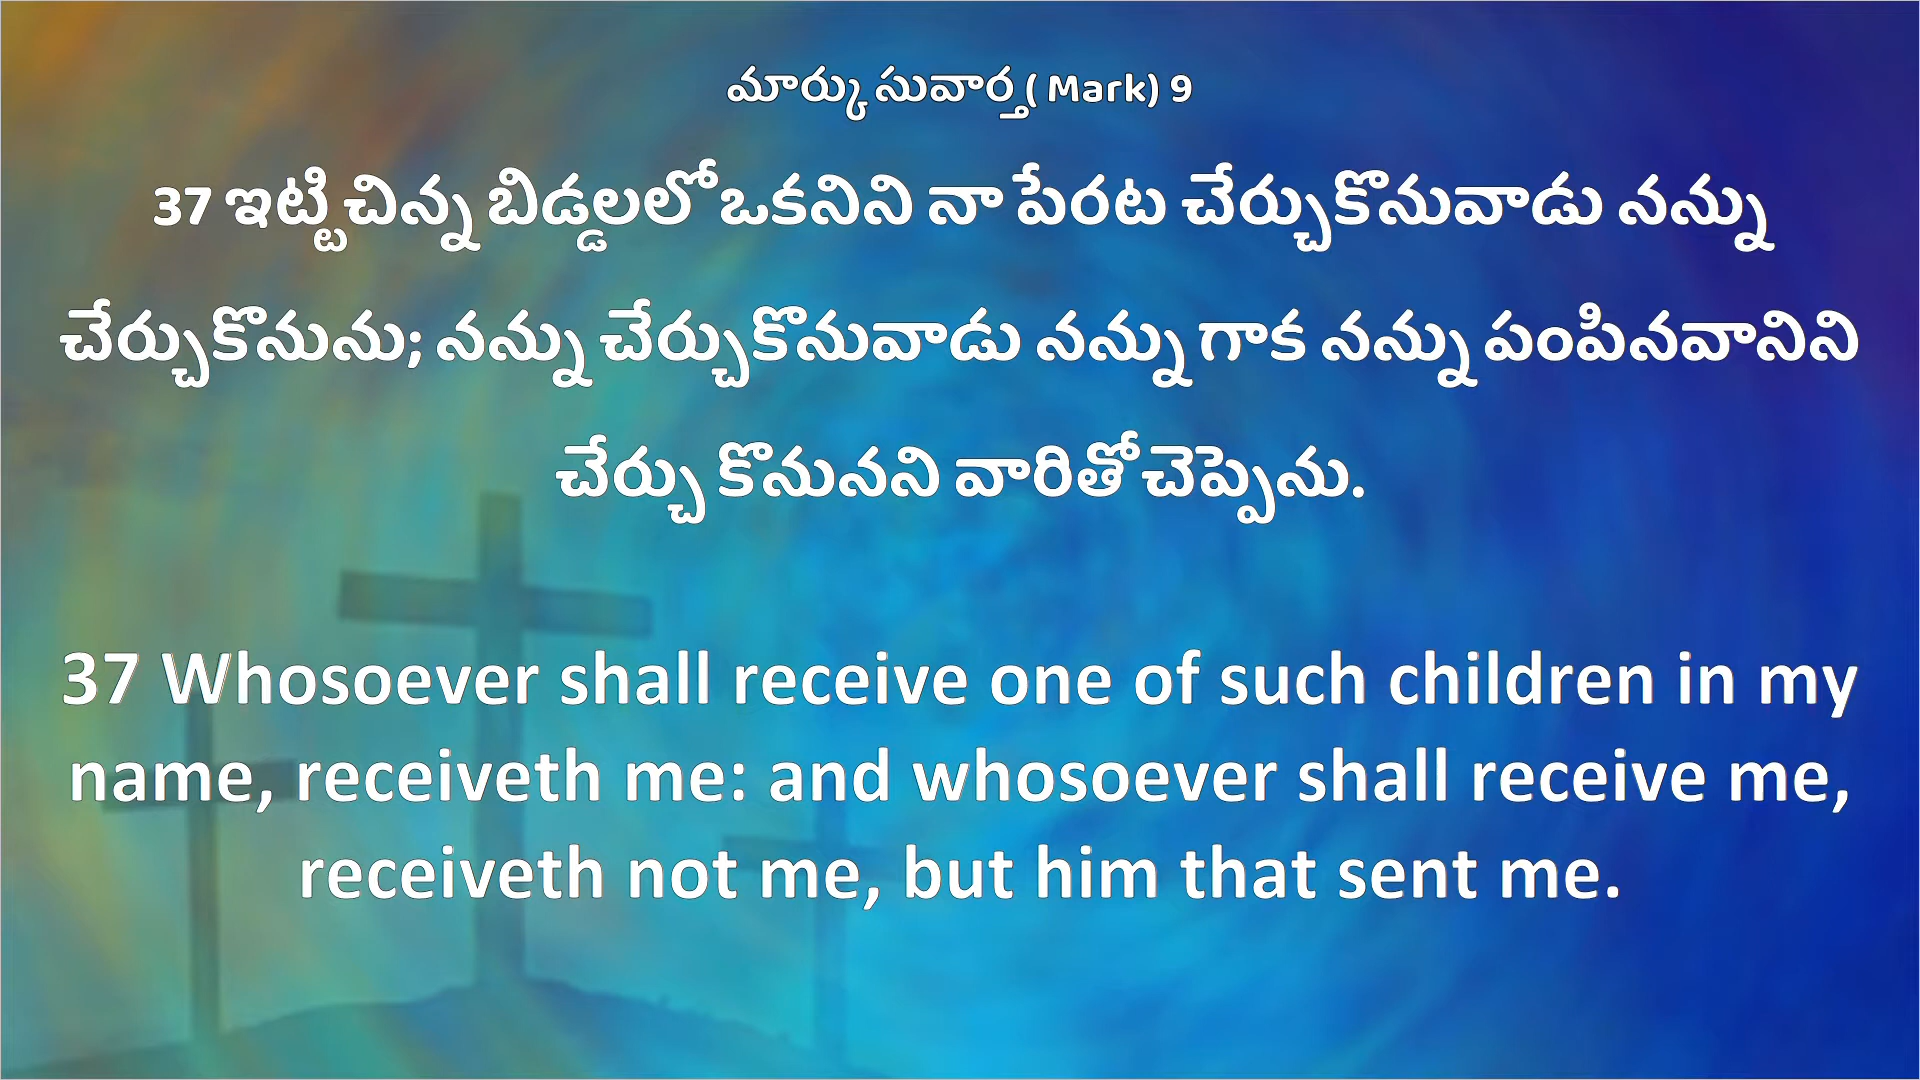 మార్కు సువార్త ( Mark) 9
37 ఇట్టి చిన్న బిడ్డలలో ఒకనిని నా పేరట చేర్చుకొనువాడు నన్ను
చేర్చుకొనును; నన్ను చేర్చుకొనువాడు నన్ను గాక నన్ను పంపినవానిని
చేర్చు కొనునని వారితో చెప్పెను.
37 Whosoever shall receive one of such children in my
name, receiveth me: and whosoever shall receive me,
receiveth not me, but him that sent me.